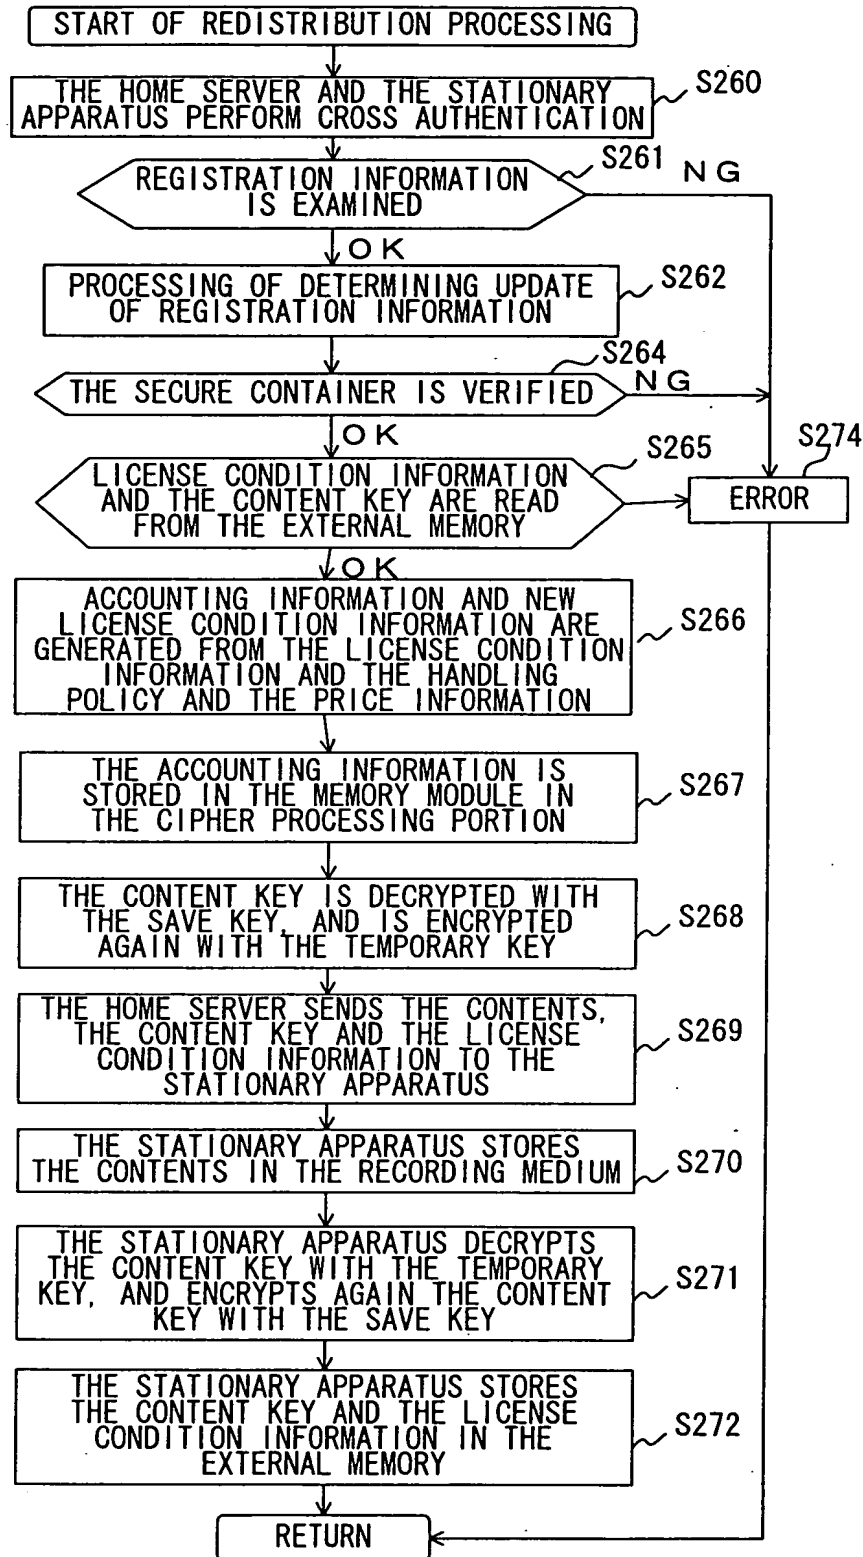 START OF REDISTRIBUTION PROCESSING
THE HOME SERVER AND THE STATIONARY
APPARATUS PERFORM CROSS AUTHENTICATION
S260
REGISTRATION INFORMATION
IS EXAMINED
S261
NG
OK
PROCESSING OF DETERMINING UPDATE
OF REGISTRATION INFORMATION
S262
THE SECURE CONTAINER IS VERIFIED
S264
NG
OK
LICENSE CONDITION INFORMATION
AND THE CONTENT KEY ARE READ
FROM THE EXTERNAL MEMORY
S265
S274
ERROR
OK
ACCOUNTING INFORMATION AND NEW
LICENSE CONDITION INFORMATION ARE
GENERATED FROM THE LICENSE CONDITION
INFORMATION AND THE HANDLING
POLICY AND THE PRICE INFORMATION
S266
THE ACCOUNTING INFORMATION IS
STORED IN THE MEMORY MODULE IN
THE CIPHER PROCESSING PORTION
S267
THE CONTENT KEY IS DECRYPTED WITH
THE SAVE KEY, AND IS ENCRYPTED
AGAIN WITH THE TEMPORARY KEY
S268
THE HOME SERVER SENDS THE CONTENTS,
THE CONTENT KEY AND THE LICENSE
CONDITION INFORMATION TO THE
STATIONARY APPARATUS
S269
THE STATIONARY APPARATUS STORES
THE CONTENTS IN THE RECORDING MEDIUM
S270
THE STATIONARY APPARATUS DECRYPTS
THE CONTENT KEY WITH THE TEMPORARY
KEY, AND ENCRYPTS AGAIN THE CONTENT
KEY WITH THE SAVE KEY
S271
THE STATIONARY APPARATUS STORES
THE CONTENT KEY AND THE LICENSE
CONDITION INFORMATION IN THE
EXTERNAL MEMORY
S272
RETURN